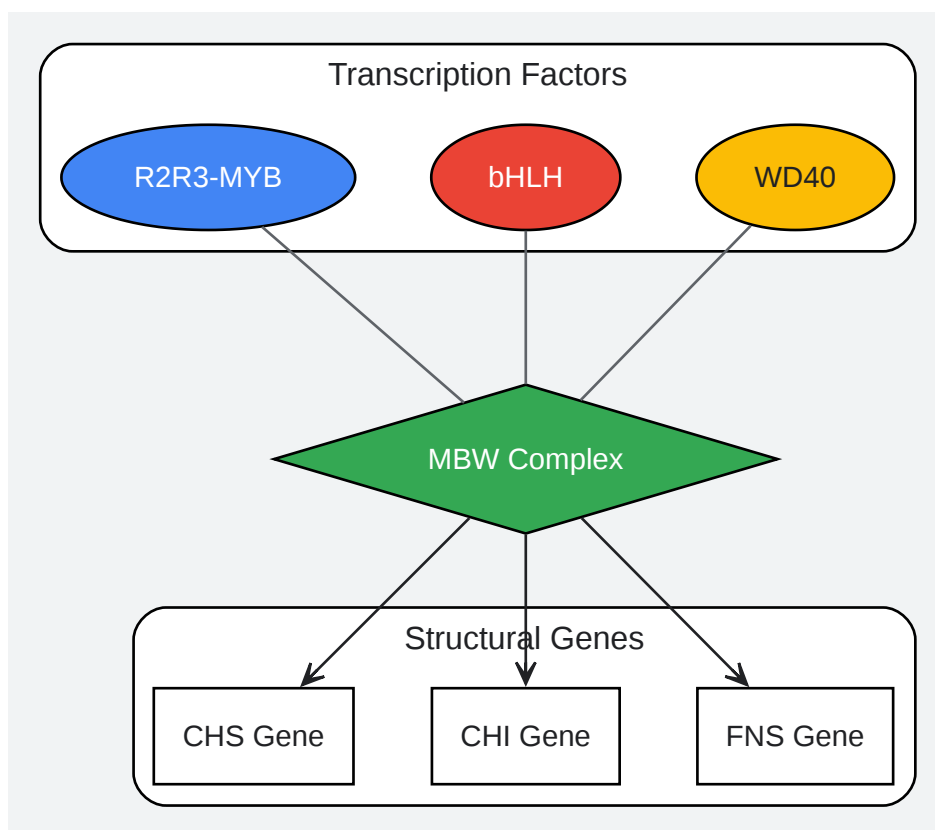 Transcription Factors
R2R3-MYB
bHLH
WD40
MBW Complex
Structural Genes
CHS Gene
CHI Gene
FNS Gene